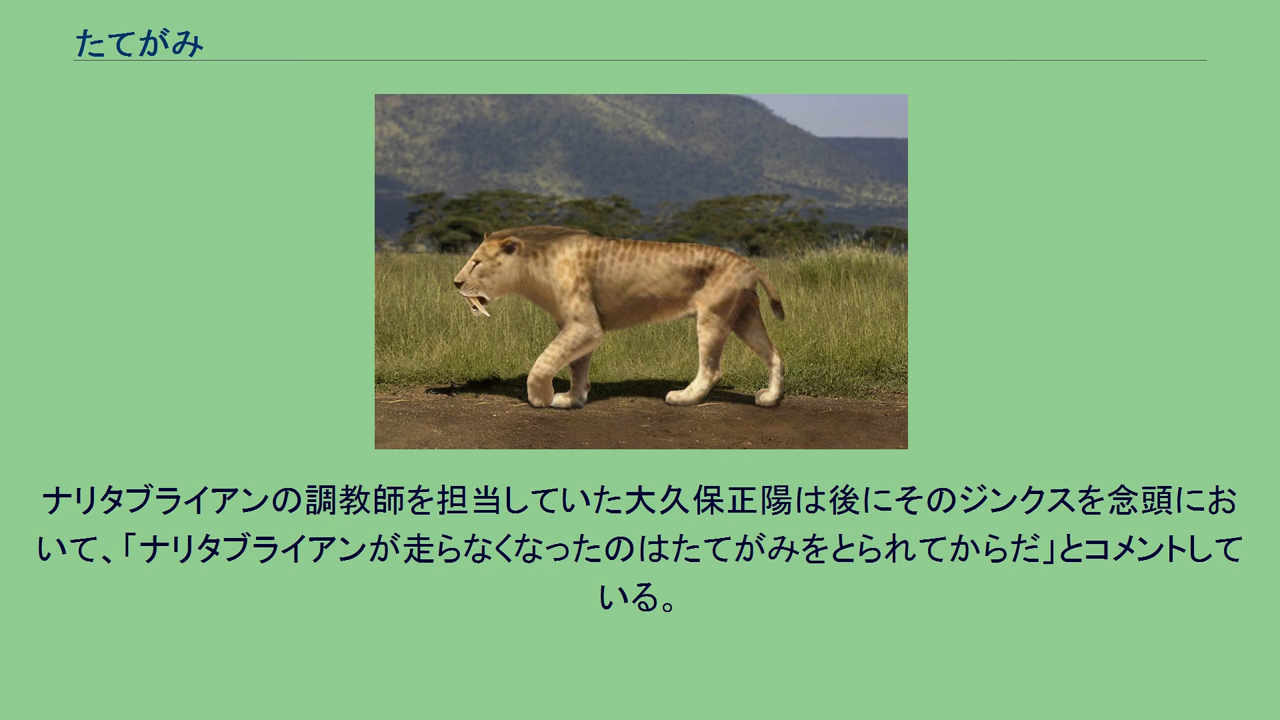 たてがみ
ナリタブライアンの調教師を担当していた大久保正陽は後にそのジンクスを念頭にお
いて、「ナリタブライアンが走らなくなったのはたてがみをとられてからだ」とコメントして
いる。